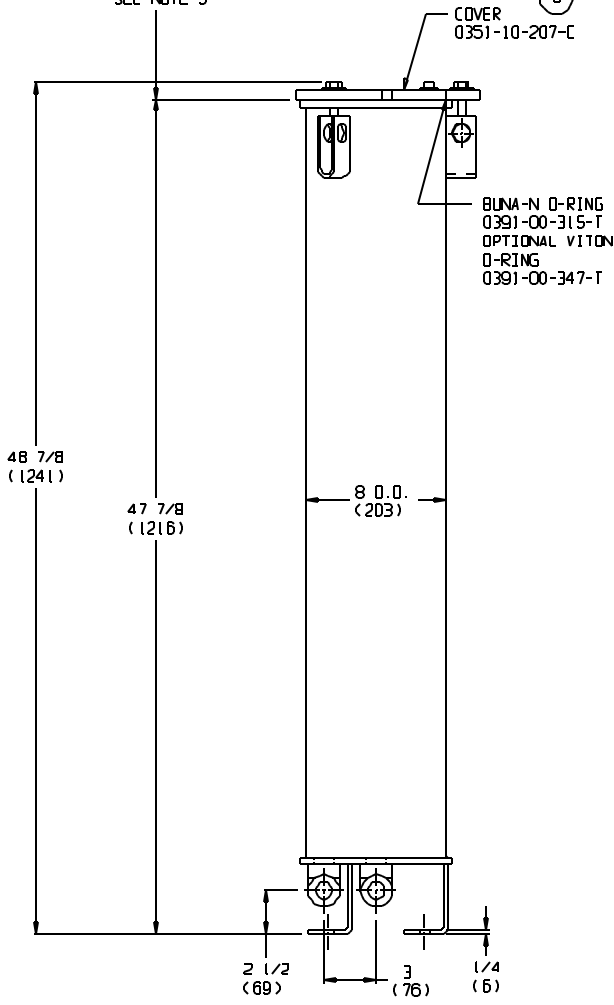 COVER
0351-10-207-C
BUNA-N O-RING
0391-00-315-T
OPTIONAL VITON
O-RING
0391-00-347-T
48 7/8
(1241)
47 7/8
(1216)
8 O.D.
(203)
2 1/2
(69)
3
(76)
1/4
(6)